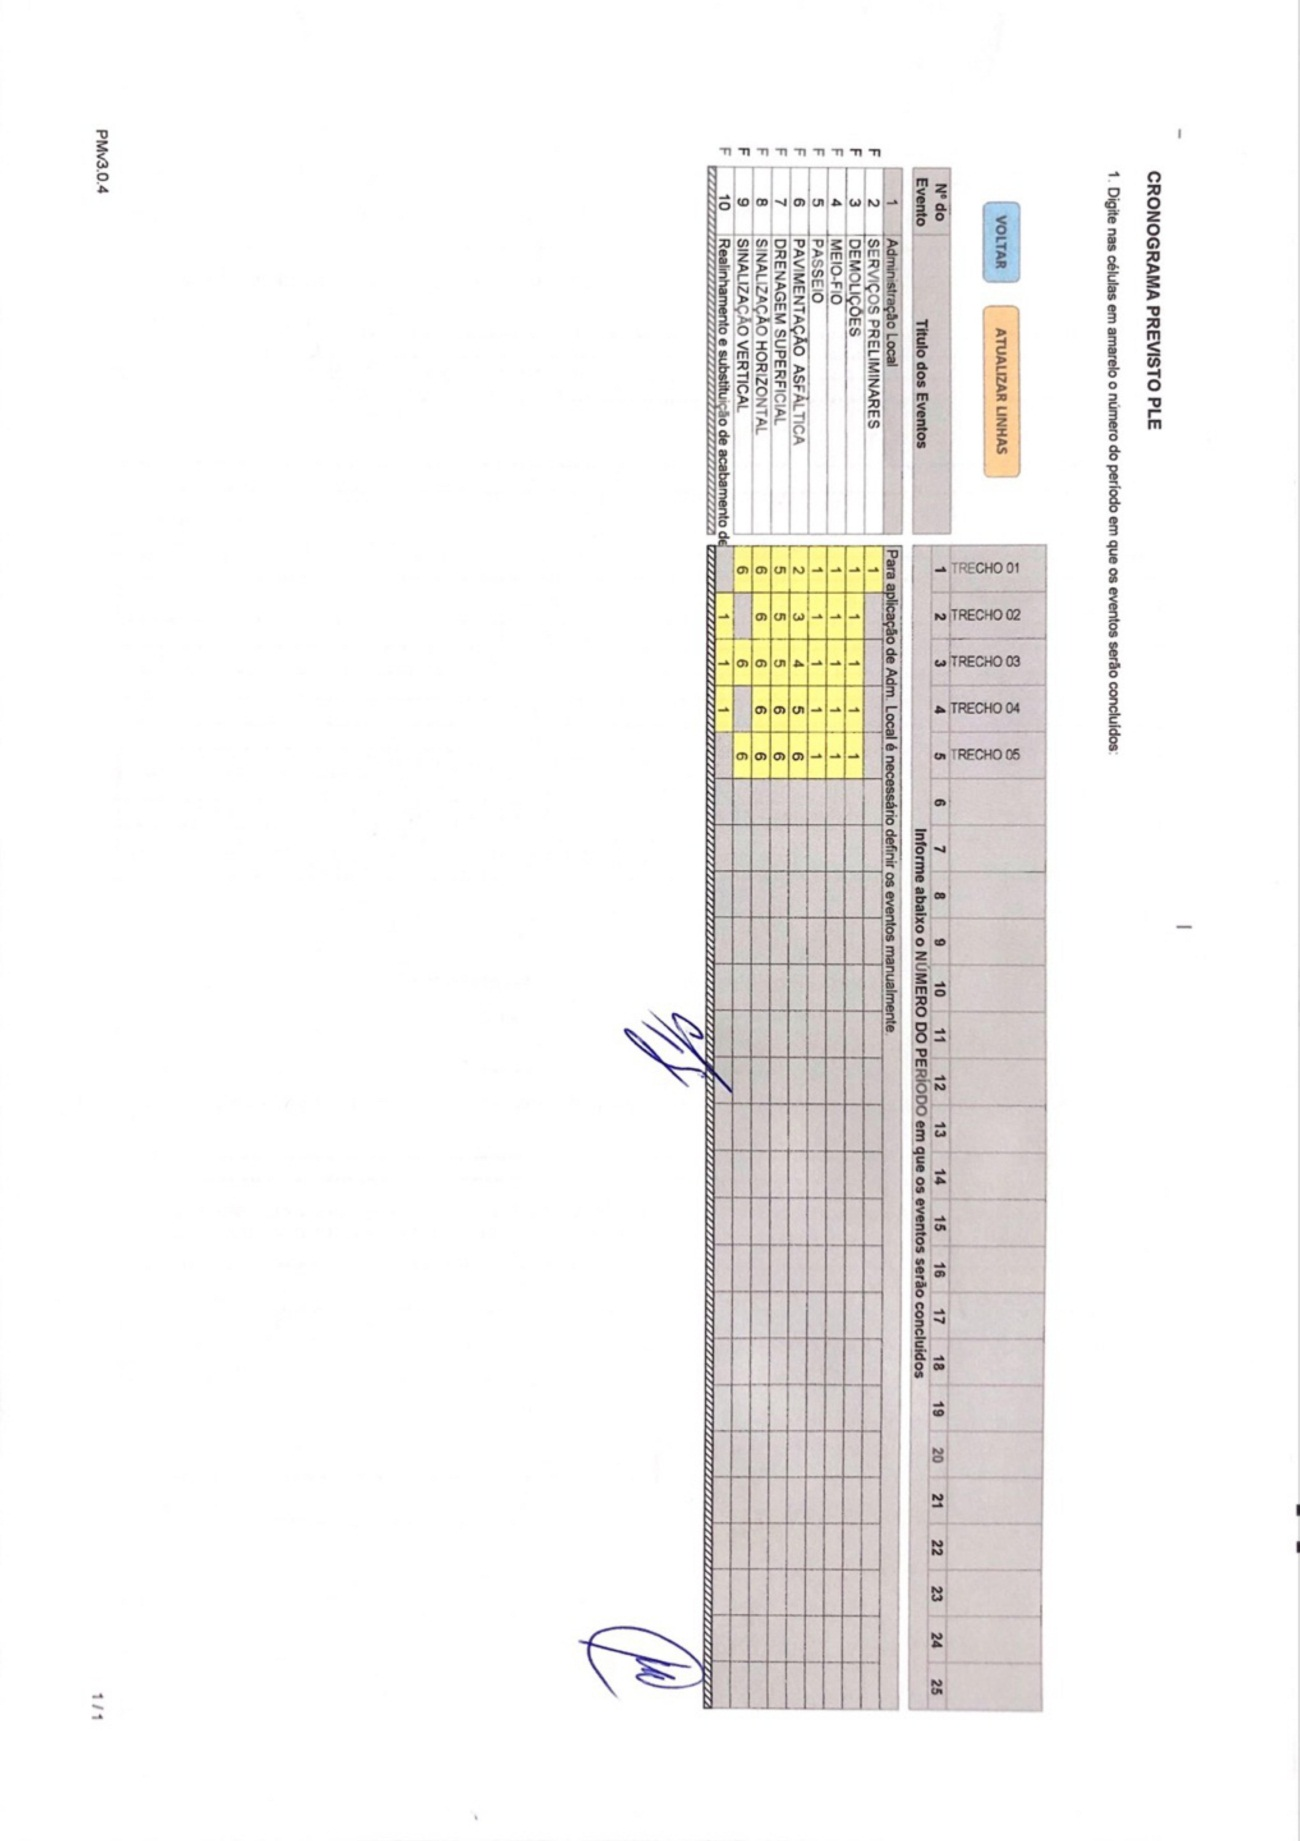 CRONOGRAMA PREVISTO PLE
1. Digite nas células em amarelo o número do período em que os eventos serão concluídos:
VOLTAR ATUALIZAR LINHAS
TRECHO 01 TRECHO 02 TRECHO 03 TRECHO 04 TRECHO 05
Nº do Evento Título dos Eventos 1 2 3 4 5 6 7 8 9 10 11 12 13 14 15 16 17 18 19 20 21 22 23 24 25
Informe abaixo o NÚMERO DO PERÍODO em que os eventos serão concluídos
1 Administração Local Para aplicação de Adm. Local é necessário definir os eventos manualmente.
F 2 SERVIÇOS PRELIMINARES 1
F 3 DEMOLIÇÕES 1 1 1 1 1
F 4 MEIO-FIO 1 1 1 1 1
F 5 PASSEIO 1 1 1 1 1
F 6 PAVIMENTAÇÃO ASFÁLTICA 2 3 4 5 6
F 7 DRENAGEM SUPERFICIAL 5 5 5 6 6
F 8 SINALIZAÇÃO HORIZONTAL 6 6 6 6 6
F 9 SINALIZAÇÃO VERTICAL 6 6 6
F 10 Realinhamento e substituição de acabamento de 1 1 1
PMv3.0.4 1 / 1